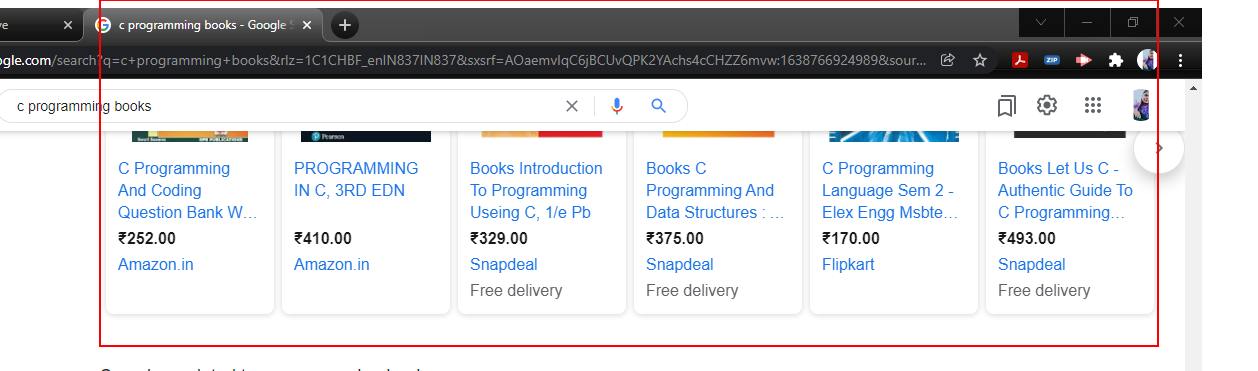 ve
c programming books - Google S
ogle.com/search?q=c+programming+books&rlz=1C1CHBF_enIN837IN837&sxsrf=AOaemvIqC6jBCUvQPK2YAchs4cCHZZ6mvw:1638766924989&sour...
ZIP
c programming books
BPB PUBLICATIONS
Pearson
C Programming
And Coding
Question Bank W...
₹252.00
Amazon.in
PROGRAMMING
IN C, 3RD EDN
₹410.00
Amazon.in
Books Introduction
To Programming
Useing C, 1/e Pb
₹329.00
Snapdeal
Free delivery
Books C
Programming And
Data Structures : ...
₹375.00
Snapdeal
Free delivery
C Programming
Language Sem 2 -
Elex Engg Msbte...
₹170.00
Flipkart
Books Let Us C -
Authentic Guide To
C Programming...
₹493.00
Snapdeal
Free delivery